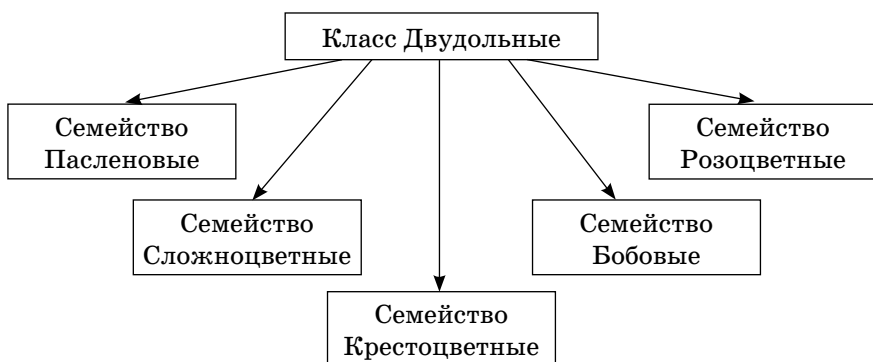 Класс Двудольные
Семейство
Пасленовые
Семейство
Розоцветные
Семейство
Сложноцветные
Семейство
Бобовые
Семейство
Крестоцветные